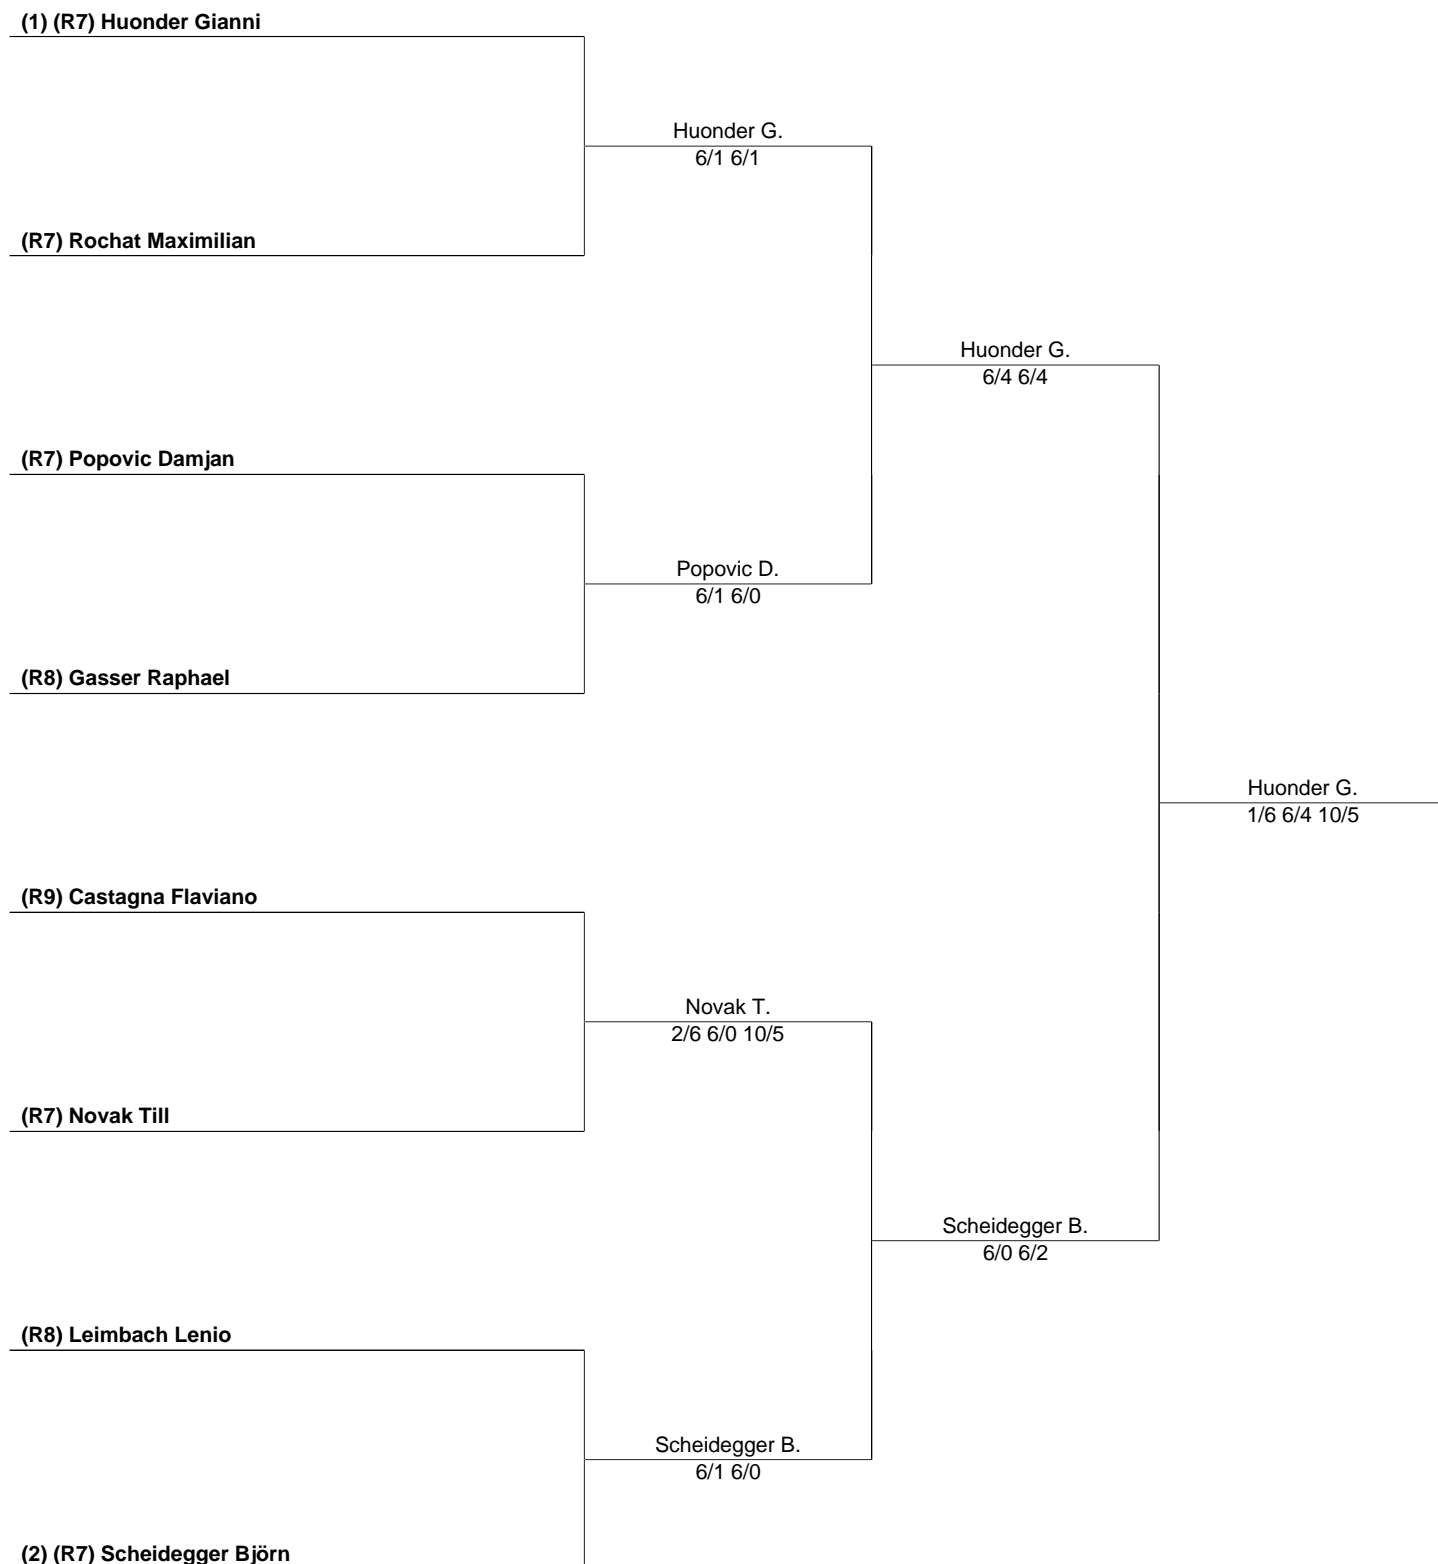 (1) (R7) Huonder Gianni
Huonder G.
6/1 6/1
(R7) Rochat Maximilian
Huonder G.
6/4 6/4
(R7) Popovic Damjan
Popovic D.
6/1 6/0
(R8) Gasser Raphael
Huonder G.
1/6 6/4 10/5
(R9) Castagna Flaviano
Novak T.
2/6 6/0 10/5
(R7) Novak Till
Scheidegger B.
6/0 6/2
(R8) Leimbach Lenio
Scheidegger B.
6/1 6/0
(2) (R7) Scheidegger Björn